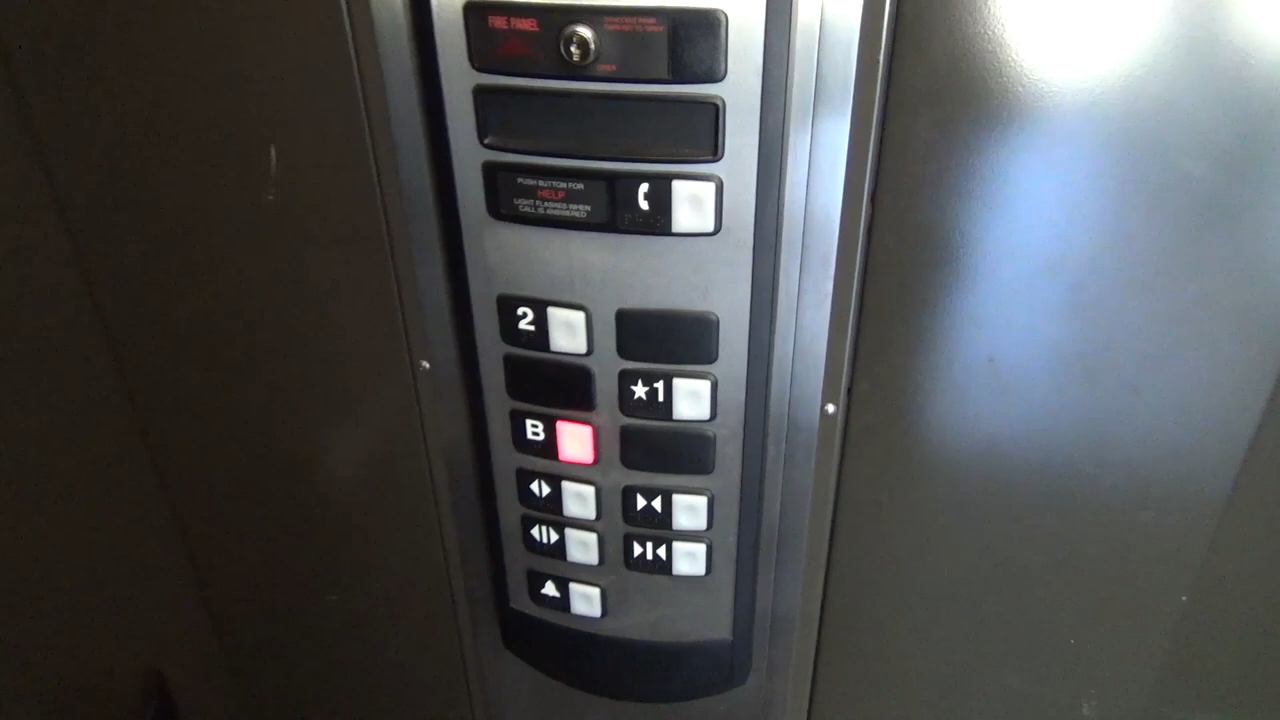 FIRE PANEL
PUSH BUTTON FOR
HELP
LIGHT FLASHES WHEN
CALL IS ANSWERED
2
★1
B